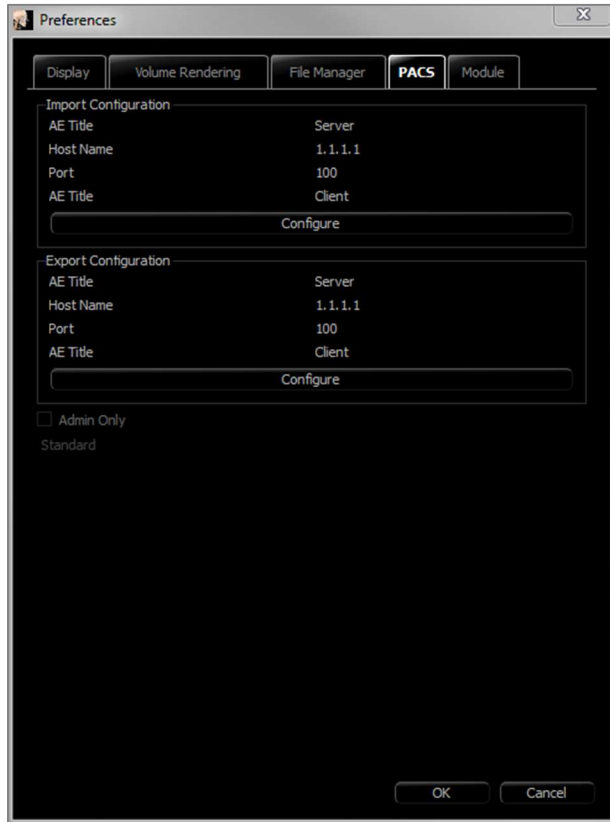 Preferences
Display Volume Rendering File Manager PACS Module
Import Configuration
AE Title Server
Host Name 1.1.1.1
Port 100
AE Title Client
Configure
Export Configuration
AE Title Server
Host Name 1.1.1.1
Port 100
AE Title Client
Configure
Admin Only
Standard
OK Cancel